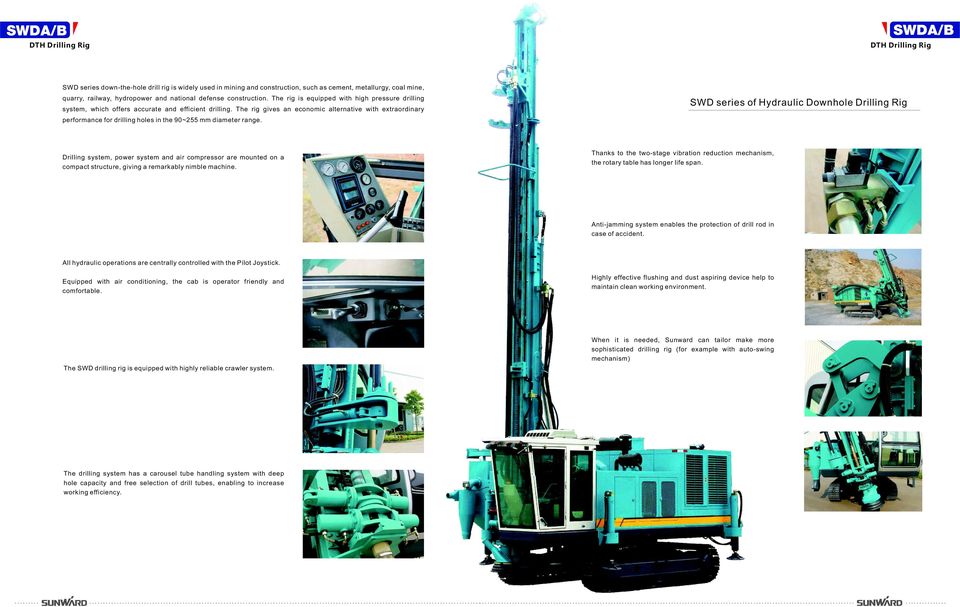 SWDA/B
DTH Drilling Rig
SWD series down-the-hole drill rig is widely used in mining and construction, such as cement, metallurgy, coal mine,
quarry, railway, hydropower and national defense construction. The rig is equipped with high pressure drilling
system, which offers accurate and efficient drilling. The rig gives an economic alternative with extraordinary
performance for drilling holes in the 90~255 mm diameter range.
Drilling system, power system and air compressor are mounted on a
compact structure, giving a remarkably nimble machine.
All hydraulic operations are centrally controlled with the Pilot Joystick.
Equipped with air conditioning, the cab is operator friendly and
comfortable.
The SWD drilling rig is equipped with highly reliable crawler system.
The drilling system has a carousel tube handling system with deep
hole capacity and free selection of drill tubes, enabling to increase
working efficiency.
SUNWARD
SWDA/B
DTH Drilling Rig
SWD series of Hydraulic Downhole Drilling Rig
Thanks to the two-stage vibration reduction mechanism,
the rotary table has longer life span.
Anti-jamming system enables the protection of drill rod in
case of accident.
Highly effective flushing and dust aspiring device help to
maintain clean working environment.
When it is needed, Sunward can tailor make more
sophisticated drilling rig (for example with auto-swing
mechanism)
SUNWARD